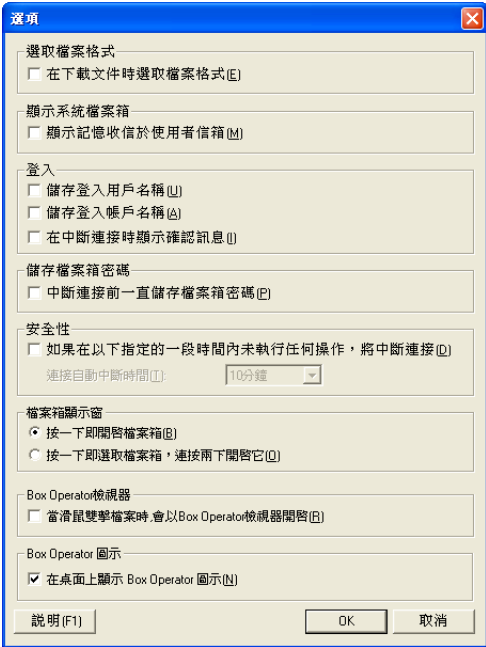 選項
選取檔案格式
在下載文件時選取檔案格式(E)
顯示系統檔案箱
顯示記憶收信於使用者信箱(M)
登入
儲存登入用戶名稱(U)
儲存登入帳戶名稱(A)
在中斷連接時顯示確認訊息(I)
儲存檔案箱密碼
中斷連接前一直儲存檔案箱密碼(P)
安全性
如果在以下指定的一段時間內未執行任何操作，將中斷連接(D)
連接自動中斷時間(T): 10分鐘
檔案箱顯示窗
按一下即開啓檔案箱(B)
按一下即選取檔案箱，連按兩下開啓它(O)
Box Operator檢視器
當滑鼠雙擊檔案時,會以Box Operator檢視器開啓(R)
Box Operator 圖示
在桌面上顯示 Box Operator 圖示(N)
説明(F1) OK 取消